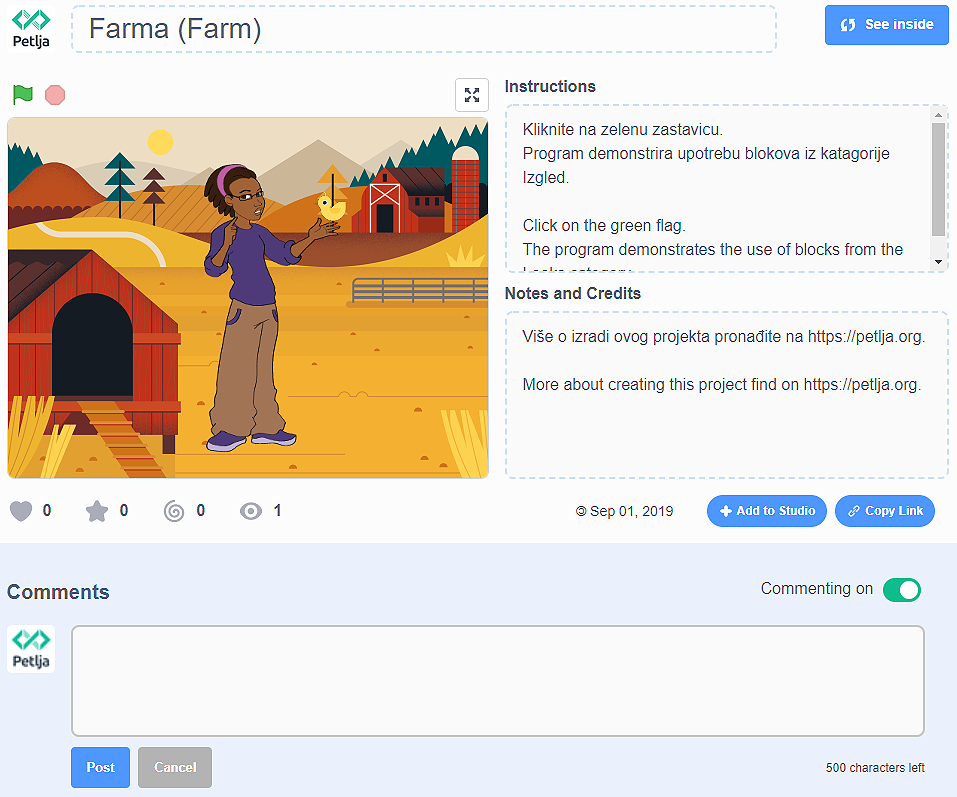 Petlja
Farma (Farm)
See inside
Instructions
Kliknite na zelenu zastavicu.
Program demonstrira upotrebu blokova iz katagorije
Izgled.
Click on the green flag.
The program demonstrates the use of blocks from the
Looks category.
Notes and Credits
Više o izradi ovog projekta pronađite na https://petlja.org.
More about creating this project find on https://petlja.org.
0
0
0
1
© Sep 01, 2019
Add to Studio
Copy Link
Comments
Commenting on
Petlja
Post
Cancel
500 characters left